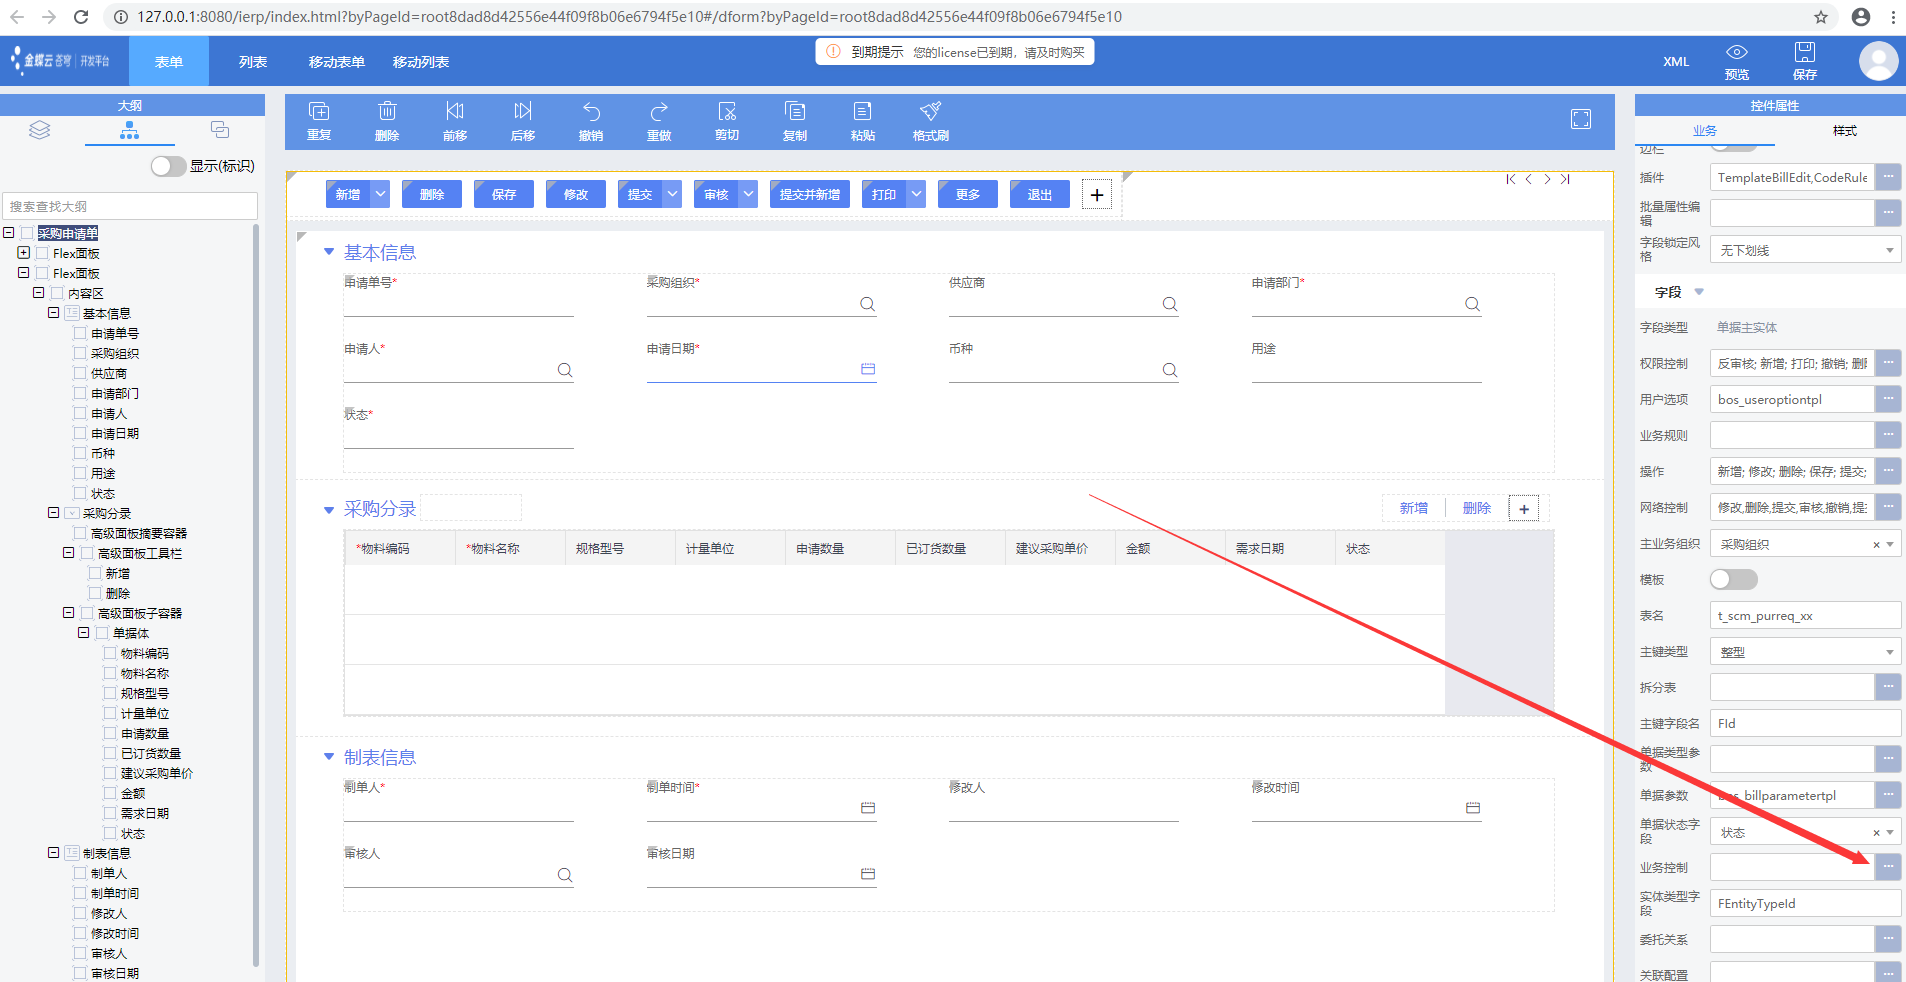 127.0.0.1:8080/ierp/index.html?byPageId=root8dad8d42556e44f09f8b06e6794f5e10#/dform?byPageId=root8dad8d42556e44f09f8b06e6794f5e10
金蝶云 苍穹 | 开发平台
表单
列表
移动表单
移动列表
到期提示 您的license已到期，请及时购买
XML
预览
保存
大纲
显示(标识)
搜索查找大纲
采购申请单
Flex面板
Flex面板
内容区
基本信息
申请单号
采购组织
供应商
申请部门
申请人
申请日期
币种
用途
状态
采购分录
高级面板摘要容器
高级面板工具栏
新增
删除
高级面板子容器
单据体
物料编码
物料名称
规格型号
计量单位
申请数量
已订货数量
建议采购单价
金额
需求日期
状态
制表信息
制单人
制单时间
修改人
修改时间
审核人
审核日期
重复
删除
前移
后移
撤销
重做
剪切
复制
粘贴
格式刷
新增
删除
保存
修改
提交
审核
提交并新增
打印
更多
退出
基本信息
申请单号*
采购组织*
供应商
申请部门*
申请人*
申请日期*
币种
用途
状态*
采购分录
新增
删除
*物料编码
*物料名称
规格型号
计量单位
申请数量
已订货数量
建议采购单价
金额
需求日期
状态
制表信息
制单人*
制单时间*
修改人
修改时间
审核人
审核日期
控件属性
业务
样式
边栏
插件
TemplateBillEdit,CodeRule
批量属性编
辑
字段锁定风
格
无下划线
字段
字段类型
单据主实体
权限控制
反审核; 新增; 打印; 撤销; 删
用户选项
bos_useroptiontpl
业务规则
操作
新增; 修改; 删除; 保存; 提交;
网络控制
修改,删除,提交,审核,撤销,提
主业务组织
采购组织
模板
表名
t_scm_purreq_xx
主键类型
整型
拆分表
主键字段名
FId
单据类型参
数
单据参数
bos_billparametertpl
单据状态字
段
状态
业务控制
实体类型字
段
FEntityTypeId
委托关系
关联配置